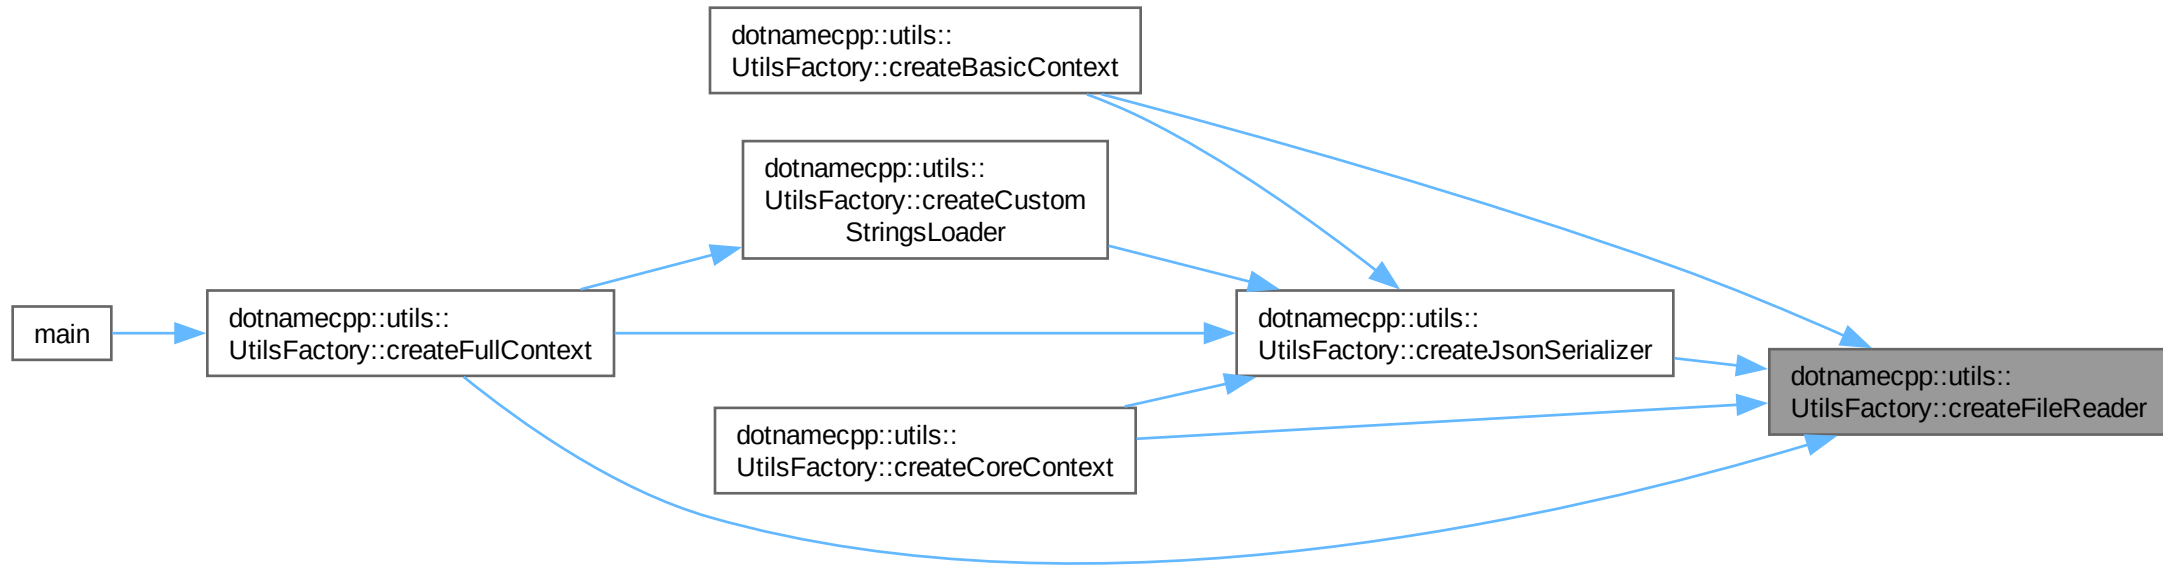 dotnamecpp::utils::
UtilsFactory::createBasicContext
dotnamecpp::utils::
UtilsFactory::createCustom
StringsLoader
main
dotnamecpp::utils::
UtilsFactory::createFullContext
dotnamecpp::utils::
UtilsFactory::createJsonSerializer
dotnamecpp::utils::
UtilsFactory::createFileReader
dotnamecpp::utils::
UtilsFactory::createCoreContext